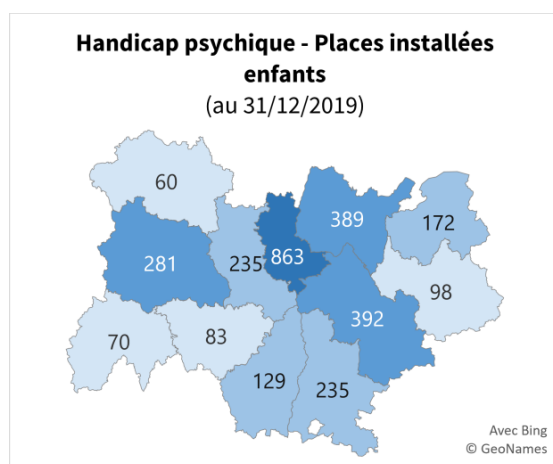 Handicap psychique - Places installées
enfants
(au 31/12/2019)
60
389
172
863
235
281
98
392
83
70
129
235
Avec Bing
© GeoNames